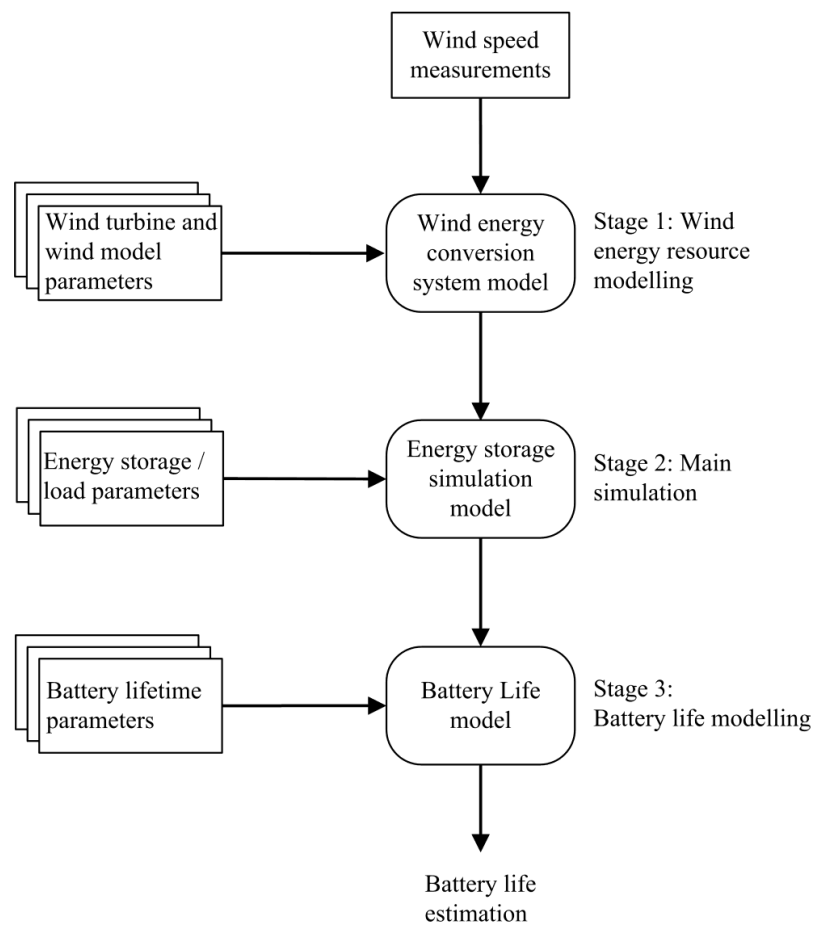 Wind speed
measurements
Wind turbine and
wind model
parameters
Wind energy
conversion
system model
Stage 1: Wind
energy resource
modelling
Energy storage /
load parameters
Energy storage
simulation
model
Stage 2: Main
simulation
Battery lifetime
parameters
Battery Life
model
Stage 3:
Battery life modelling
Battery life
estimation